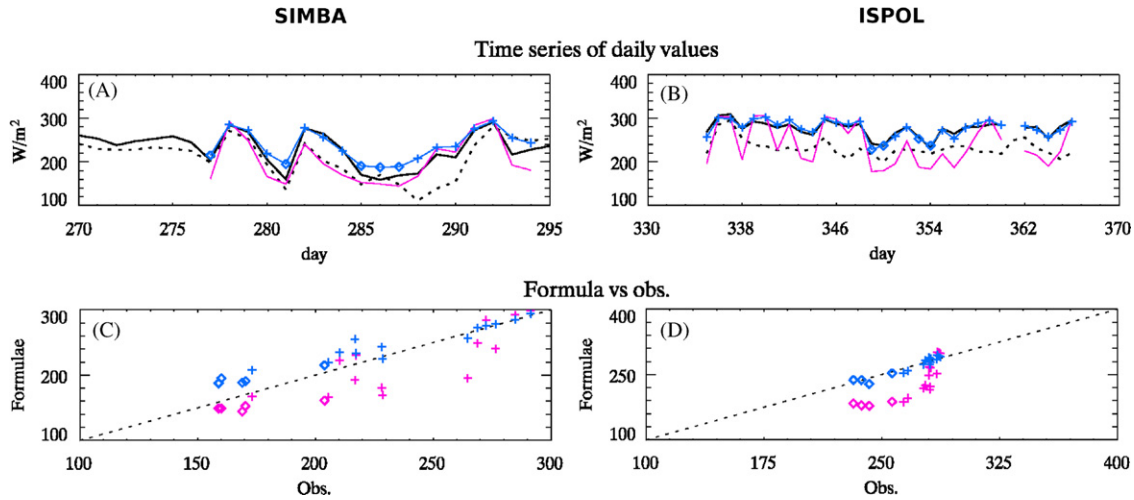 SIMBA ISPOL
Time series of daily values
400 (A) 400 (B)
300 300
W/m² W/m²
200 200
100 100
270 275 280 285 290 295 330 338 346 354 362 370
day day
Formula vs obs.
300 (C) 400 (D)
Formulae 200 Formulae 250
100 100
100 150 200 250 300 100 175 250 325 400
Obs. Obs.